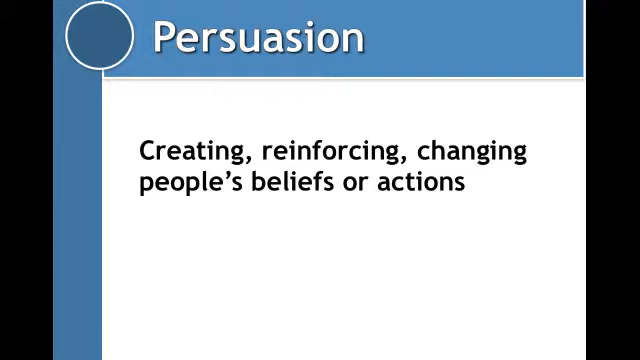 Persuasion
Creating, reinforcing, changing
people’s beliefs or actions